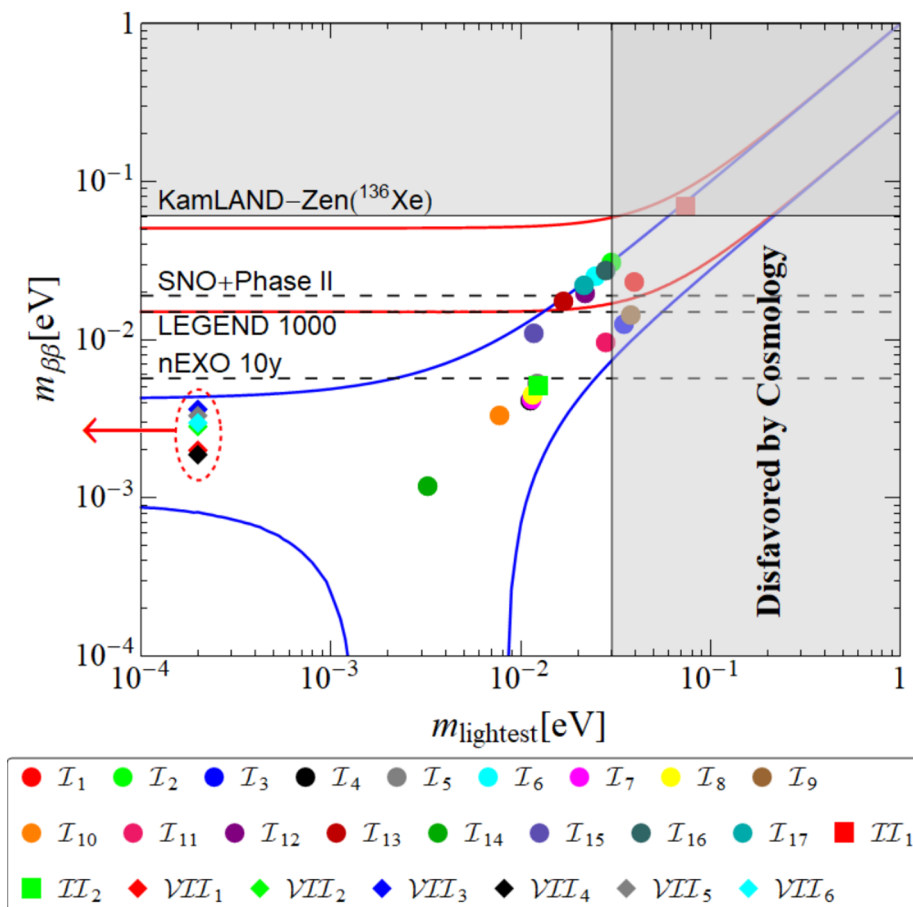 1
10⁻¹
10⁻²
10⁻³
10⁻⁴
m_ββ[eV]
KamLAND−Zen(¹³⁶Xe)
SNO+Phase II
LEGEND 1000
nEXO 10y
Disfavored by Cosmology
10⁻⁴ 10⁻³ 10⁻² 10⁻¹ 1
m_lightest[eV]
ℐ₁ ℐ₂ ℐ₃ ℐ₄ ℐ₅ ℐ₆ ℐ₇ ℐ₈ ℐ₉
ℐ₁₀ ℐ₁₁ ℐ₁₂ ℐ₁₃ ℐ₁₄ ℐ₁₅ ℐ₁₆ ℐ₁₇ ℐℐ₁
ℐℐ₂ 𝒱ℐℐ₁ 𝒱ℐℐ₂ 𝒱ℐℐ₃ 𝒱ℐℐ₄ 𝒱ℐℐ₅ 𝒱ℐℐ₆